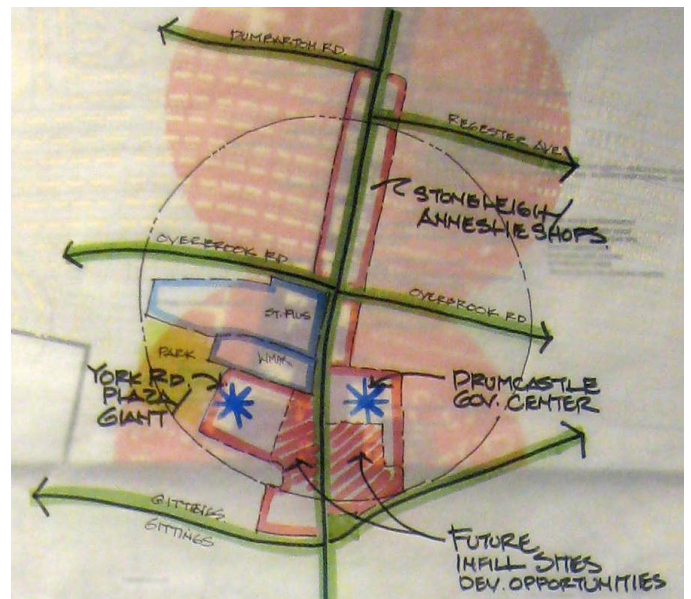 DUMBARTON RD.
REGESTER AVE.
STONELEIGH/
ANNESLIE SHOPS.
OVERBROOK RD
OVERBROOK RD
ST. PIUS
PARK
YORK RD.
PLAZA/
GIANT
DRUMCASTLE
GOV. CENTER
GITTINGS
GITTINGS
FUTURE
INFILL SITES
DEV. OPPORTUNITIES